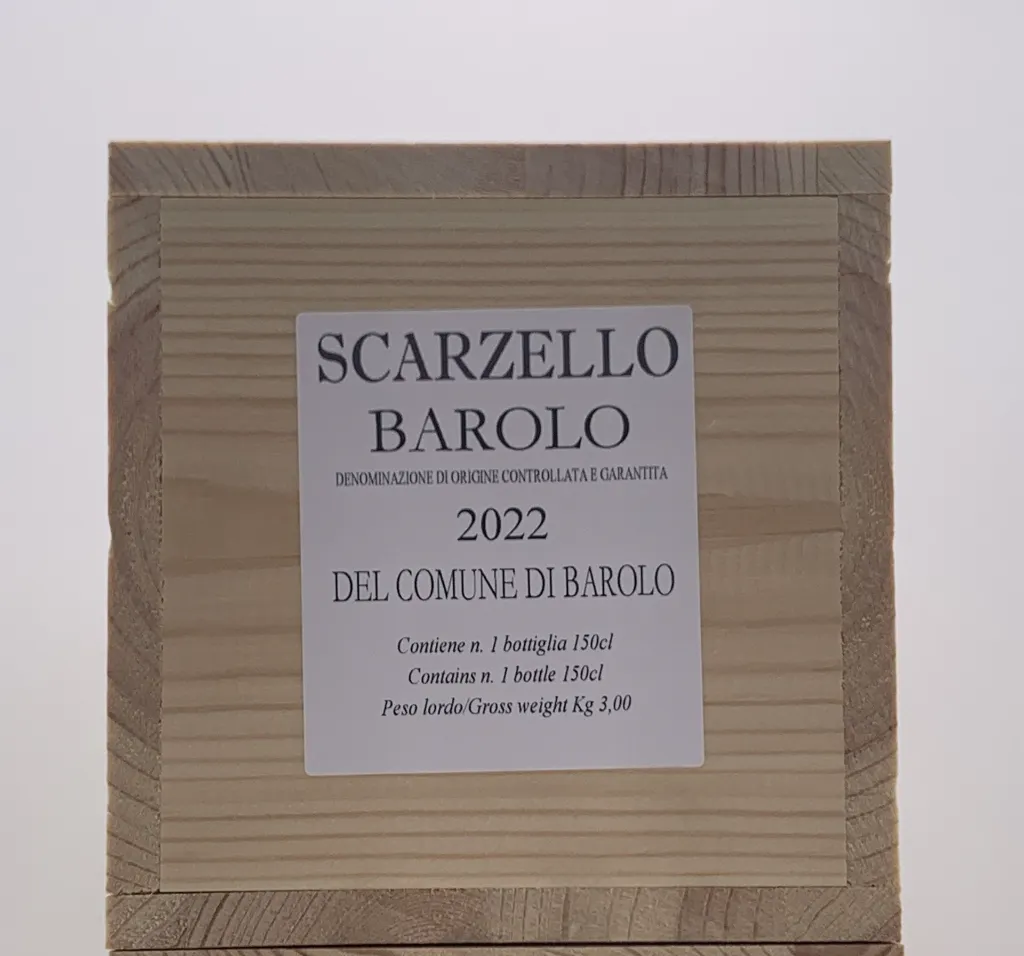 SCARZELLO
BAROLO
DENOMINAZIONE DI ORIGINE CONTROLLATA E GARANTITA
2022
DEL COMUNE DI BAROLO
Contiene n. 1 bottiglia 150cl
Contains n. 1 bottle 150cl
Peso lordo/Gross weight Kg 3,00